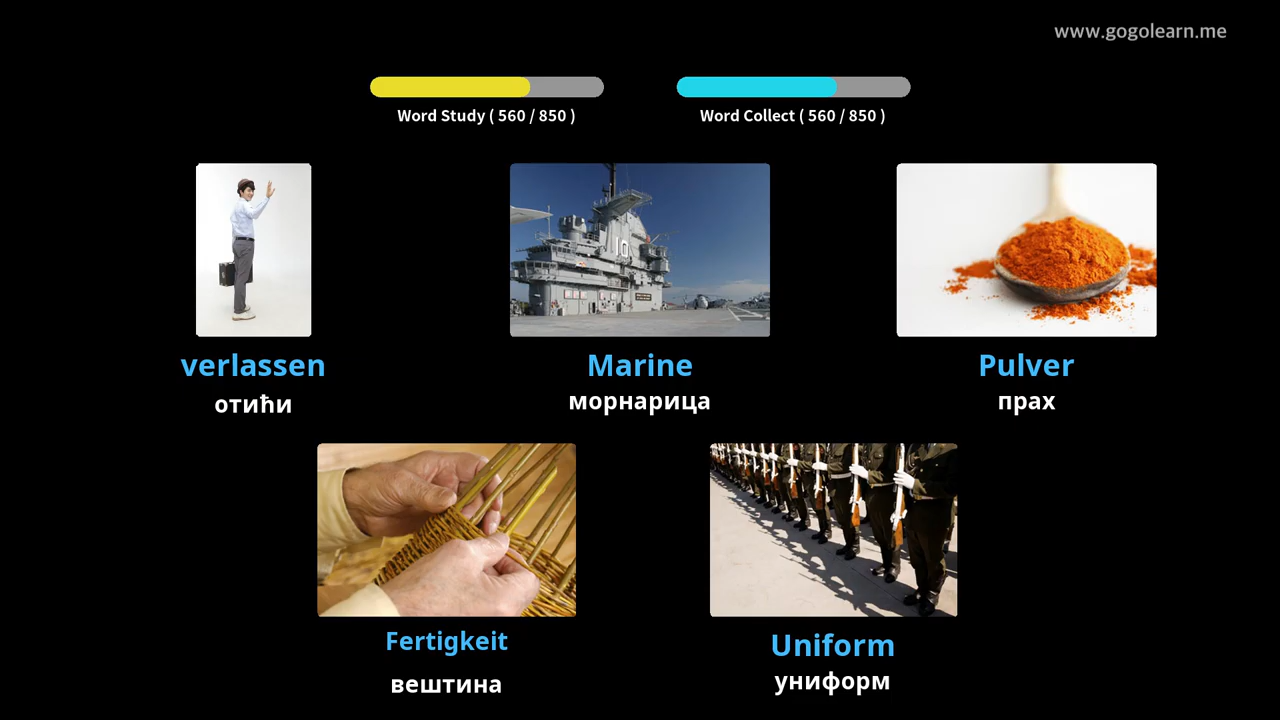 www.gogolearn.me
Word Study ( 560 / 850 )
Word Collect ( 560 / 850 )
verlassen
отићи
Marine
морнарица
Pulver
прах
Fertigkeit
вештина
Uniform
униформ